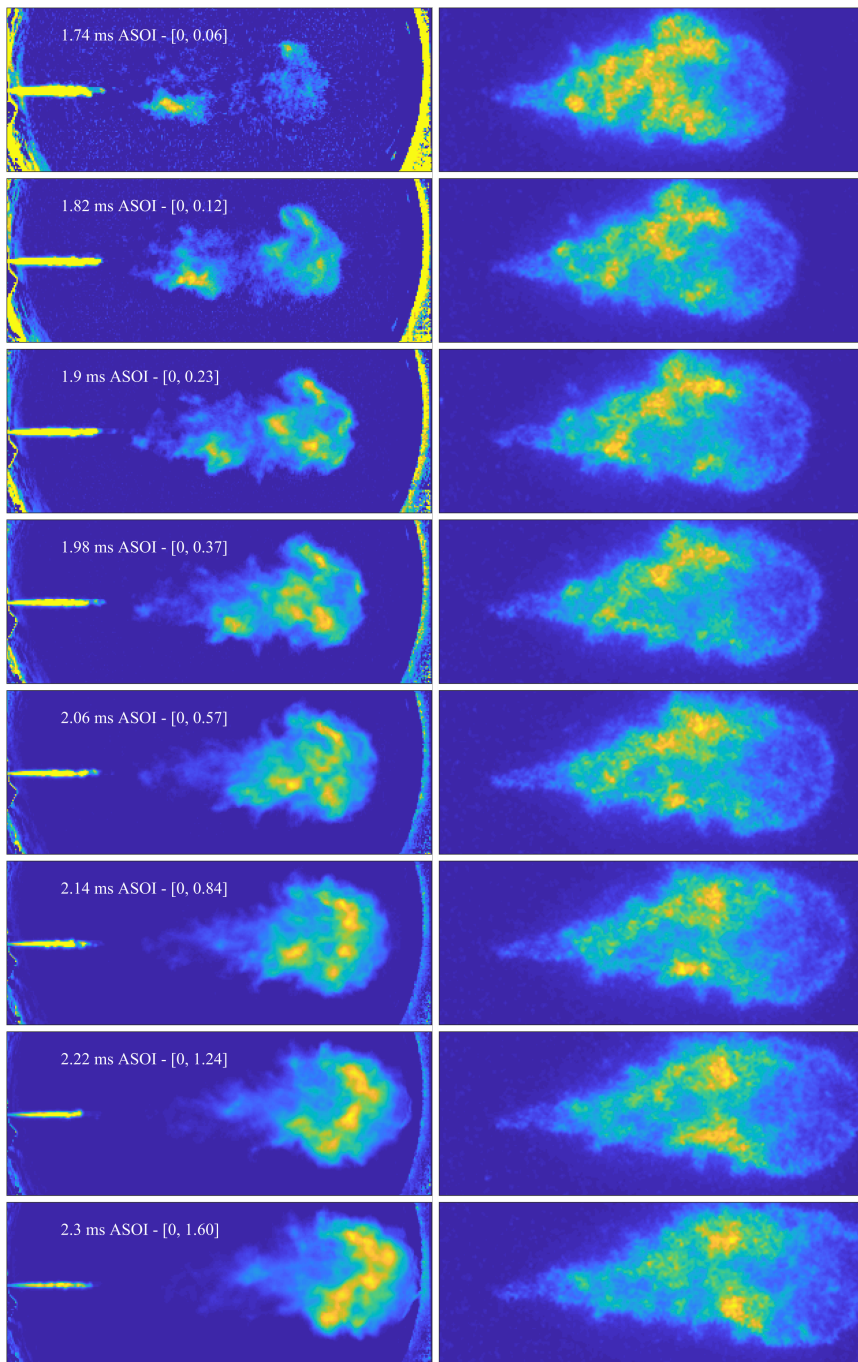 1.74 ms ASOI - [0, 0.06]
1.82 ms ASOI - [0, 0.12]
1.9 ms ASOI - [0, 0.23]
1.98 ms ASOI - [0, 0.37]
2.06 ms ASOI - [0, 0.57]
2.14 ms ASOI - [0, 0.84]
2.22 ms ASOI - [0, 1.24]
2.3 ms ASOI - [0, 1.60]